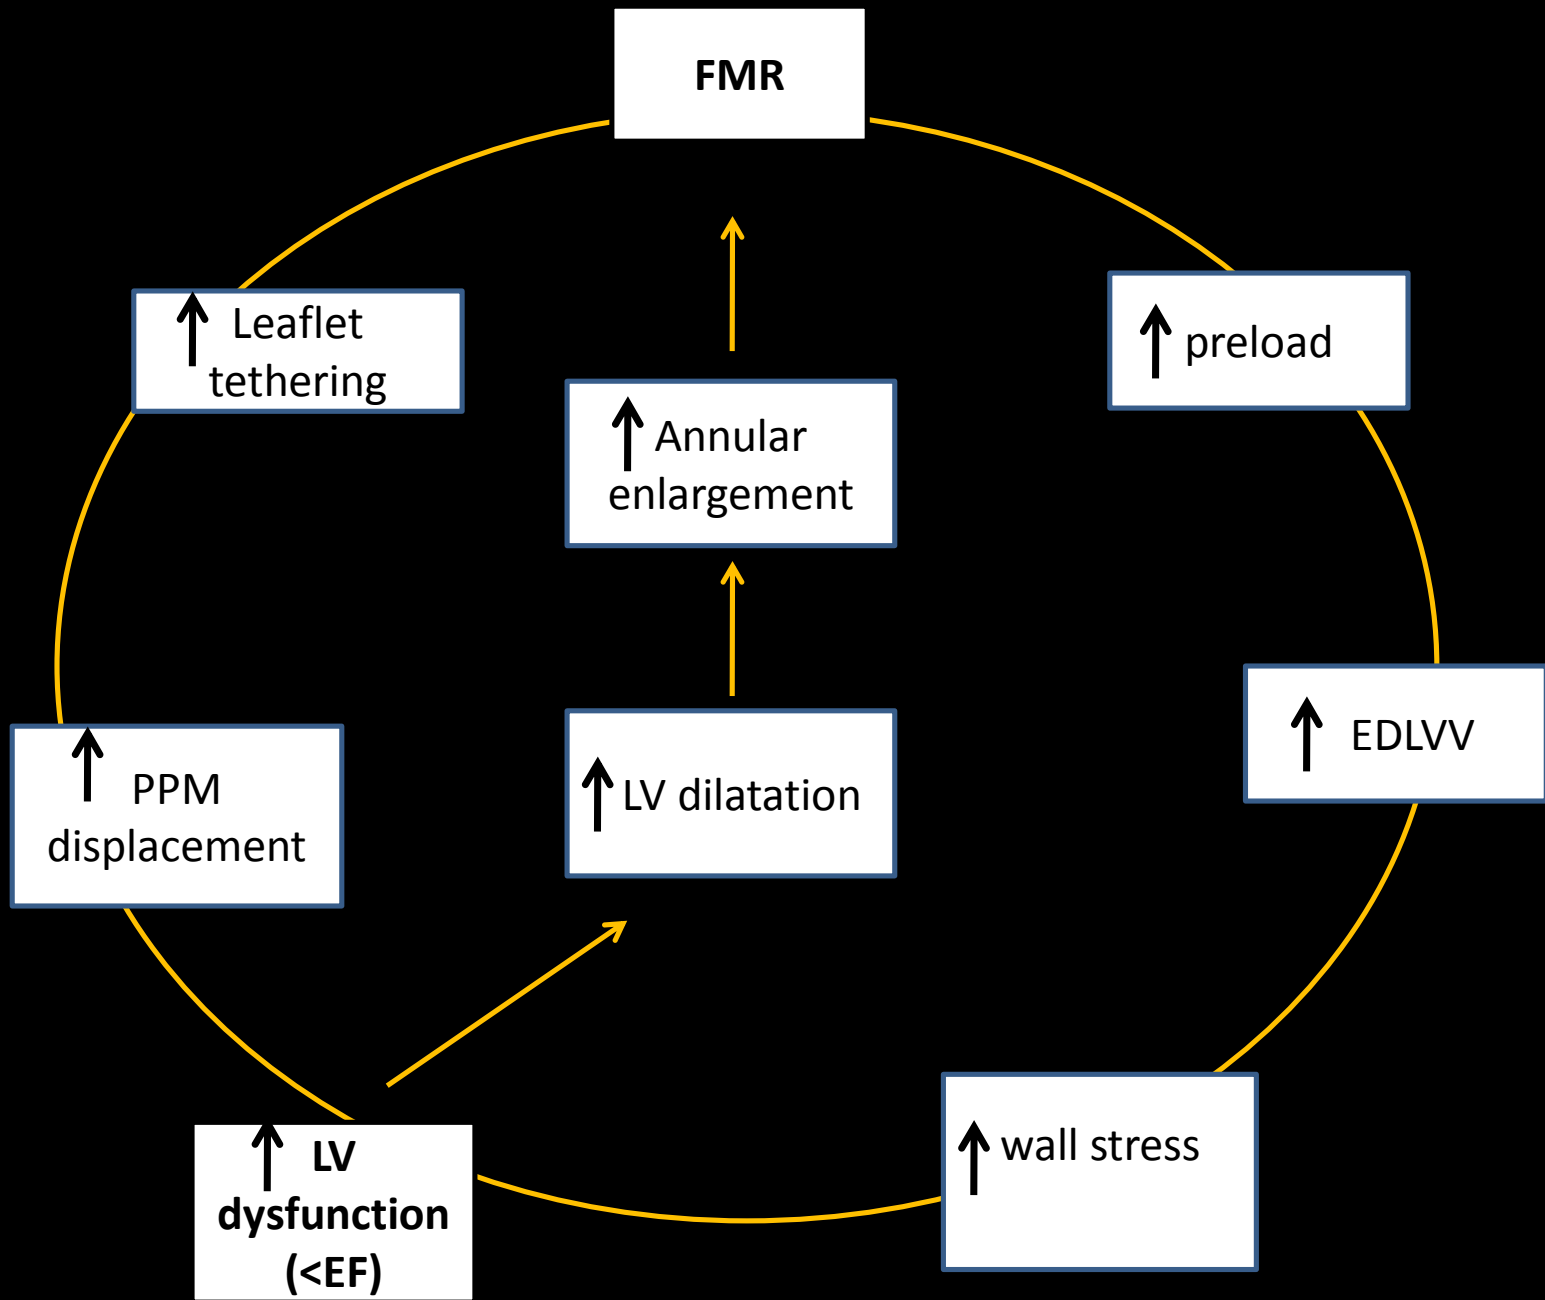 FMR
Leaflet
tethering
preload
Annular
enlargement
EDLVV
PPM
displacement
LV dilatation
wall stress
LV
dysfunction
(<EF)